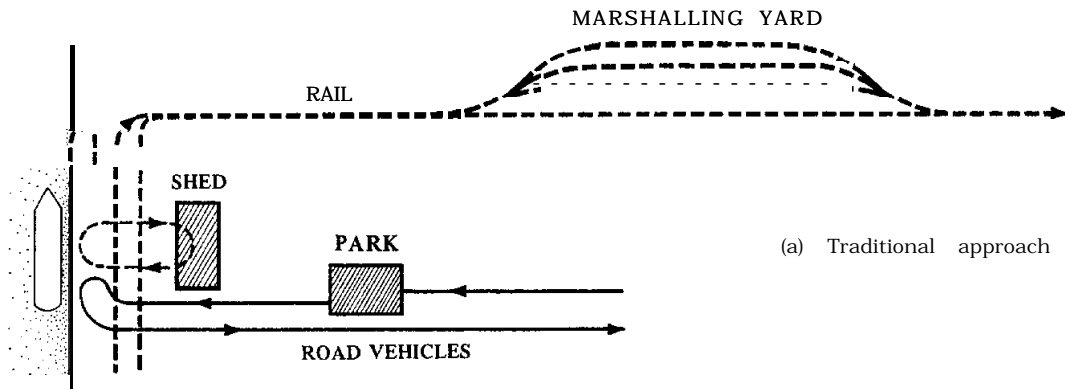 MARSHALLING YARD
RAIL
SHED
PARK
(a) Traditional approach
ROAD VEHICLES